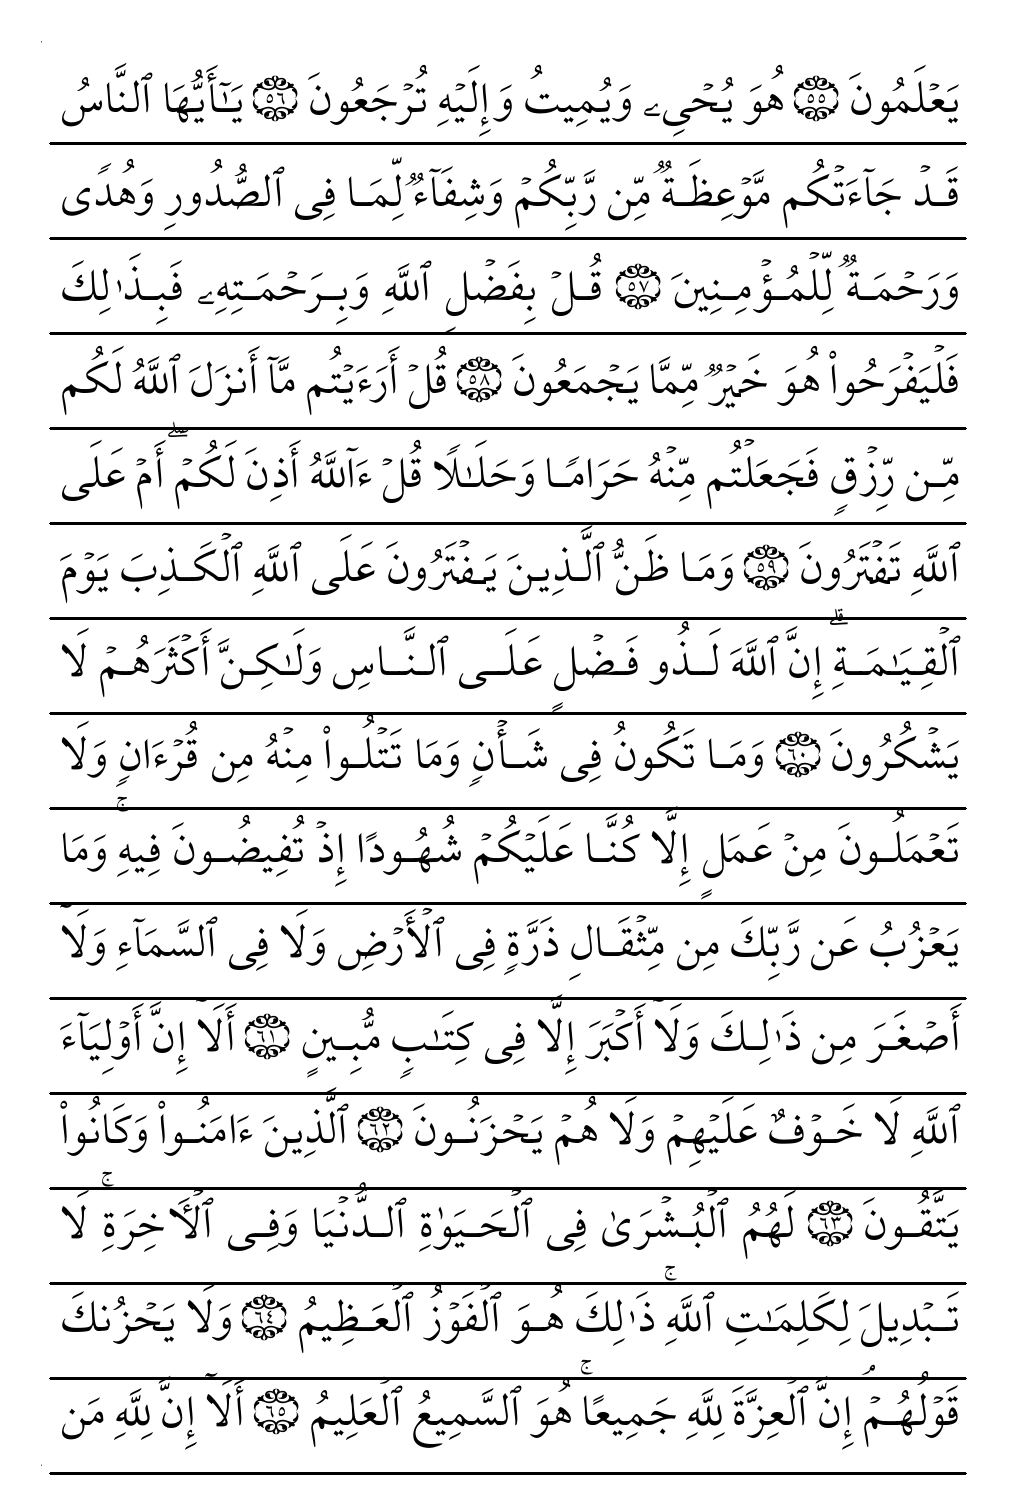 يَعۡلَمُونَ ۝٥٥ هُوَ يُحۡيِۦ وَيُمِيتُ وَإِلَيۡهِ تُرۡجَعُونَ ۝٥٦ يَـٰٓأَيُّهَا ٱلنَّاسُ
قَدۡ جَآءَتۡكُم مَّوۡعِظَةٌ مِّن رَّبِّكُمۡ وَشِفَآءٌ لِّمَا فِى ٱلصُّدُورِ وَهُدًى
وَرَحۡمَةٌ لِّلۡمُؤۡمِنِينَ ۝٥٧ قُلۡ بِفَضۡلِ ٱللَّهِ وَبِرَحۡمَتِهِۦ فَبِذَٰلِكَ
فَلۡيَفۡرَحُوا۟ هُوَ خَيۡرٌ مِّمَّا يَجۡمَعُونَ ۝٥٨ قُلۡ أَرَءَيۡتُم مَّآ أَنزَلَ ٱللَّهُ لَكُم
مِّن رِّزۡقٍ فَجَعَلۡتُم مِّنۡهُ حَرَامًا وَحَلَـٰلًا قُلۡ ءَآللَّهُ أَذِنَ لَكُمۡۖ أَمۡ عَلَى
ٱللَّهِ تَفۡتَرُونَ ۝٥٩ وَمَا ظَنُّ ٱلَّذِينَ يَفۡتَرُونَ عَلَى ٱللَّهِ ٱلۡكَذِبَ يَوۡمَ
ٱلۡقِيَـٰمَةِۗ إِنَّ ٱللَّهَ لَذُو فَضۡلٍ عَلَى ٱلنَّاسِ وَلَـٰكِنَّ أَكۡثَرَهُمۡ لَا
يَشۡكُرُونَ ۝٦٠ وَمَا تَكُونُ فِى شَأۡنٍ وَمَا تَتۡلُوا۟ مِنۡهُ مِن قُرۡءَانٍ وَلَا
تَعۡمَلُونَ مِنۡ عَمَلٍ إِلَّا كُنَّا عَلَيۡكُمۡ شُهُودًا إِذۡ تُفِيضُونَ فِيهِۚ وَمَا
يَعۡزُبُ عَن رَّبِّكَ مِن مِّثۡقَالِ ذَرَّةٍ فِى ٱلۡأَرۡضِ وَلَا فِى ٱلسَّمَآءِ وَلَآ
أَصۡغَرَ مِن ذَٰلِكَ وَلَآ أَكۡبَرَ إِلَّا فِى كِتَـٰبٍ مُّبِينٍ ۝٦١ أَلَآ إِنَّ أَوۡلِيَآءَ
ٱللَّهِ لَا خَوۡفٌ عَلَيۡهِمۡ وَلَا هُمۡ يَحۡزَنُونَ ۝٦٢ ٱلَّذِينَ ءَامَنُوا۟ وَكَانُوا۟
يَتَّقُونَ ۝٦٣ لَهُمُ ٱلۡبُشۡرَىٰ فِى ٱلۡحَيَوٰةِ ٱلدُّنۡيَا وَفِى ٱلۡـَٔاخِرَةِۚ لَا
تَبۡدِيلَ لِكَلِمَـٰتِ ٱللَّهِۚ ذَٰلِكَ هُوَ ٱلۡفَوۡزُ ٱلۡعَظِيمُ ۝٦٤ وَلَا يَحۡزُنكَ
قَوۡلُهُمۡۘ إِنَّ ٱلۡعِزَّةَ لِلَّهِ جَمِيعًاۚ هُوَ ٱلسَّمِيعُ ٱلۡعَلِيمُ ۝٦٥ أَلَآ إِنَّ لِلَّهِ مَن